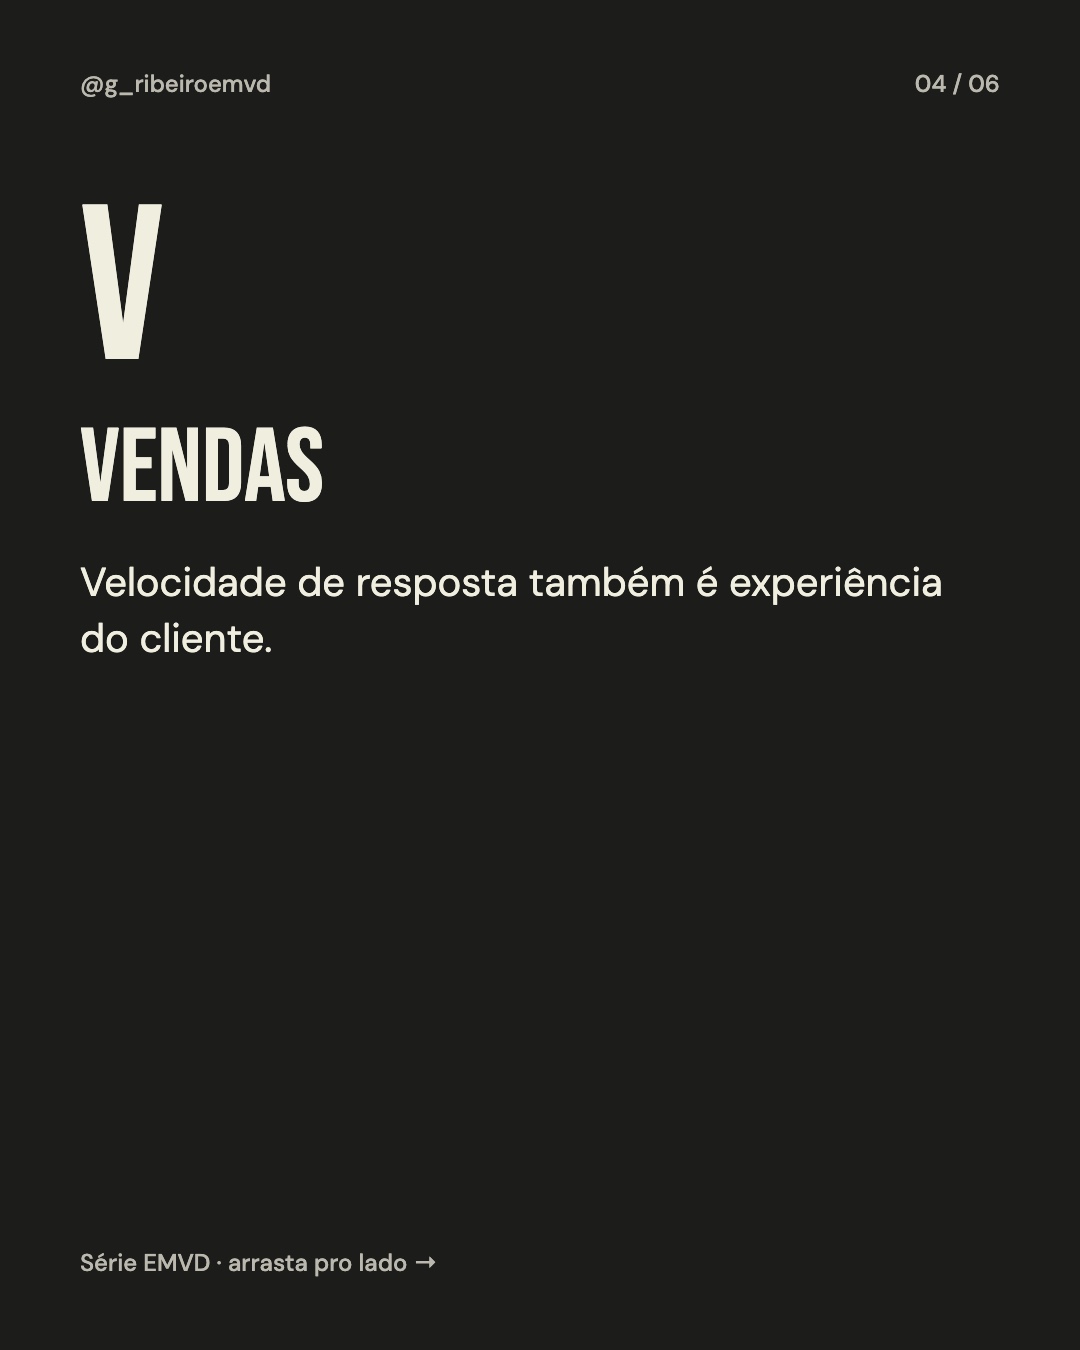 @g_ribeiroemvd
04 / 06
V
VENDAS
Velocidade de resposta também é experiência
do cliente.
Série EMVD · arrasta pro lado →